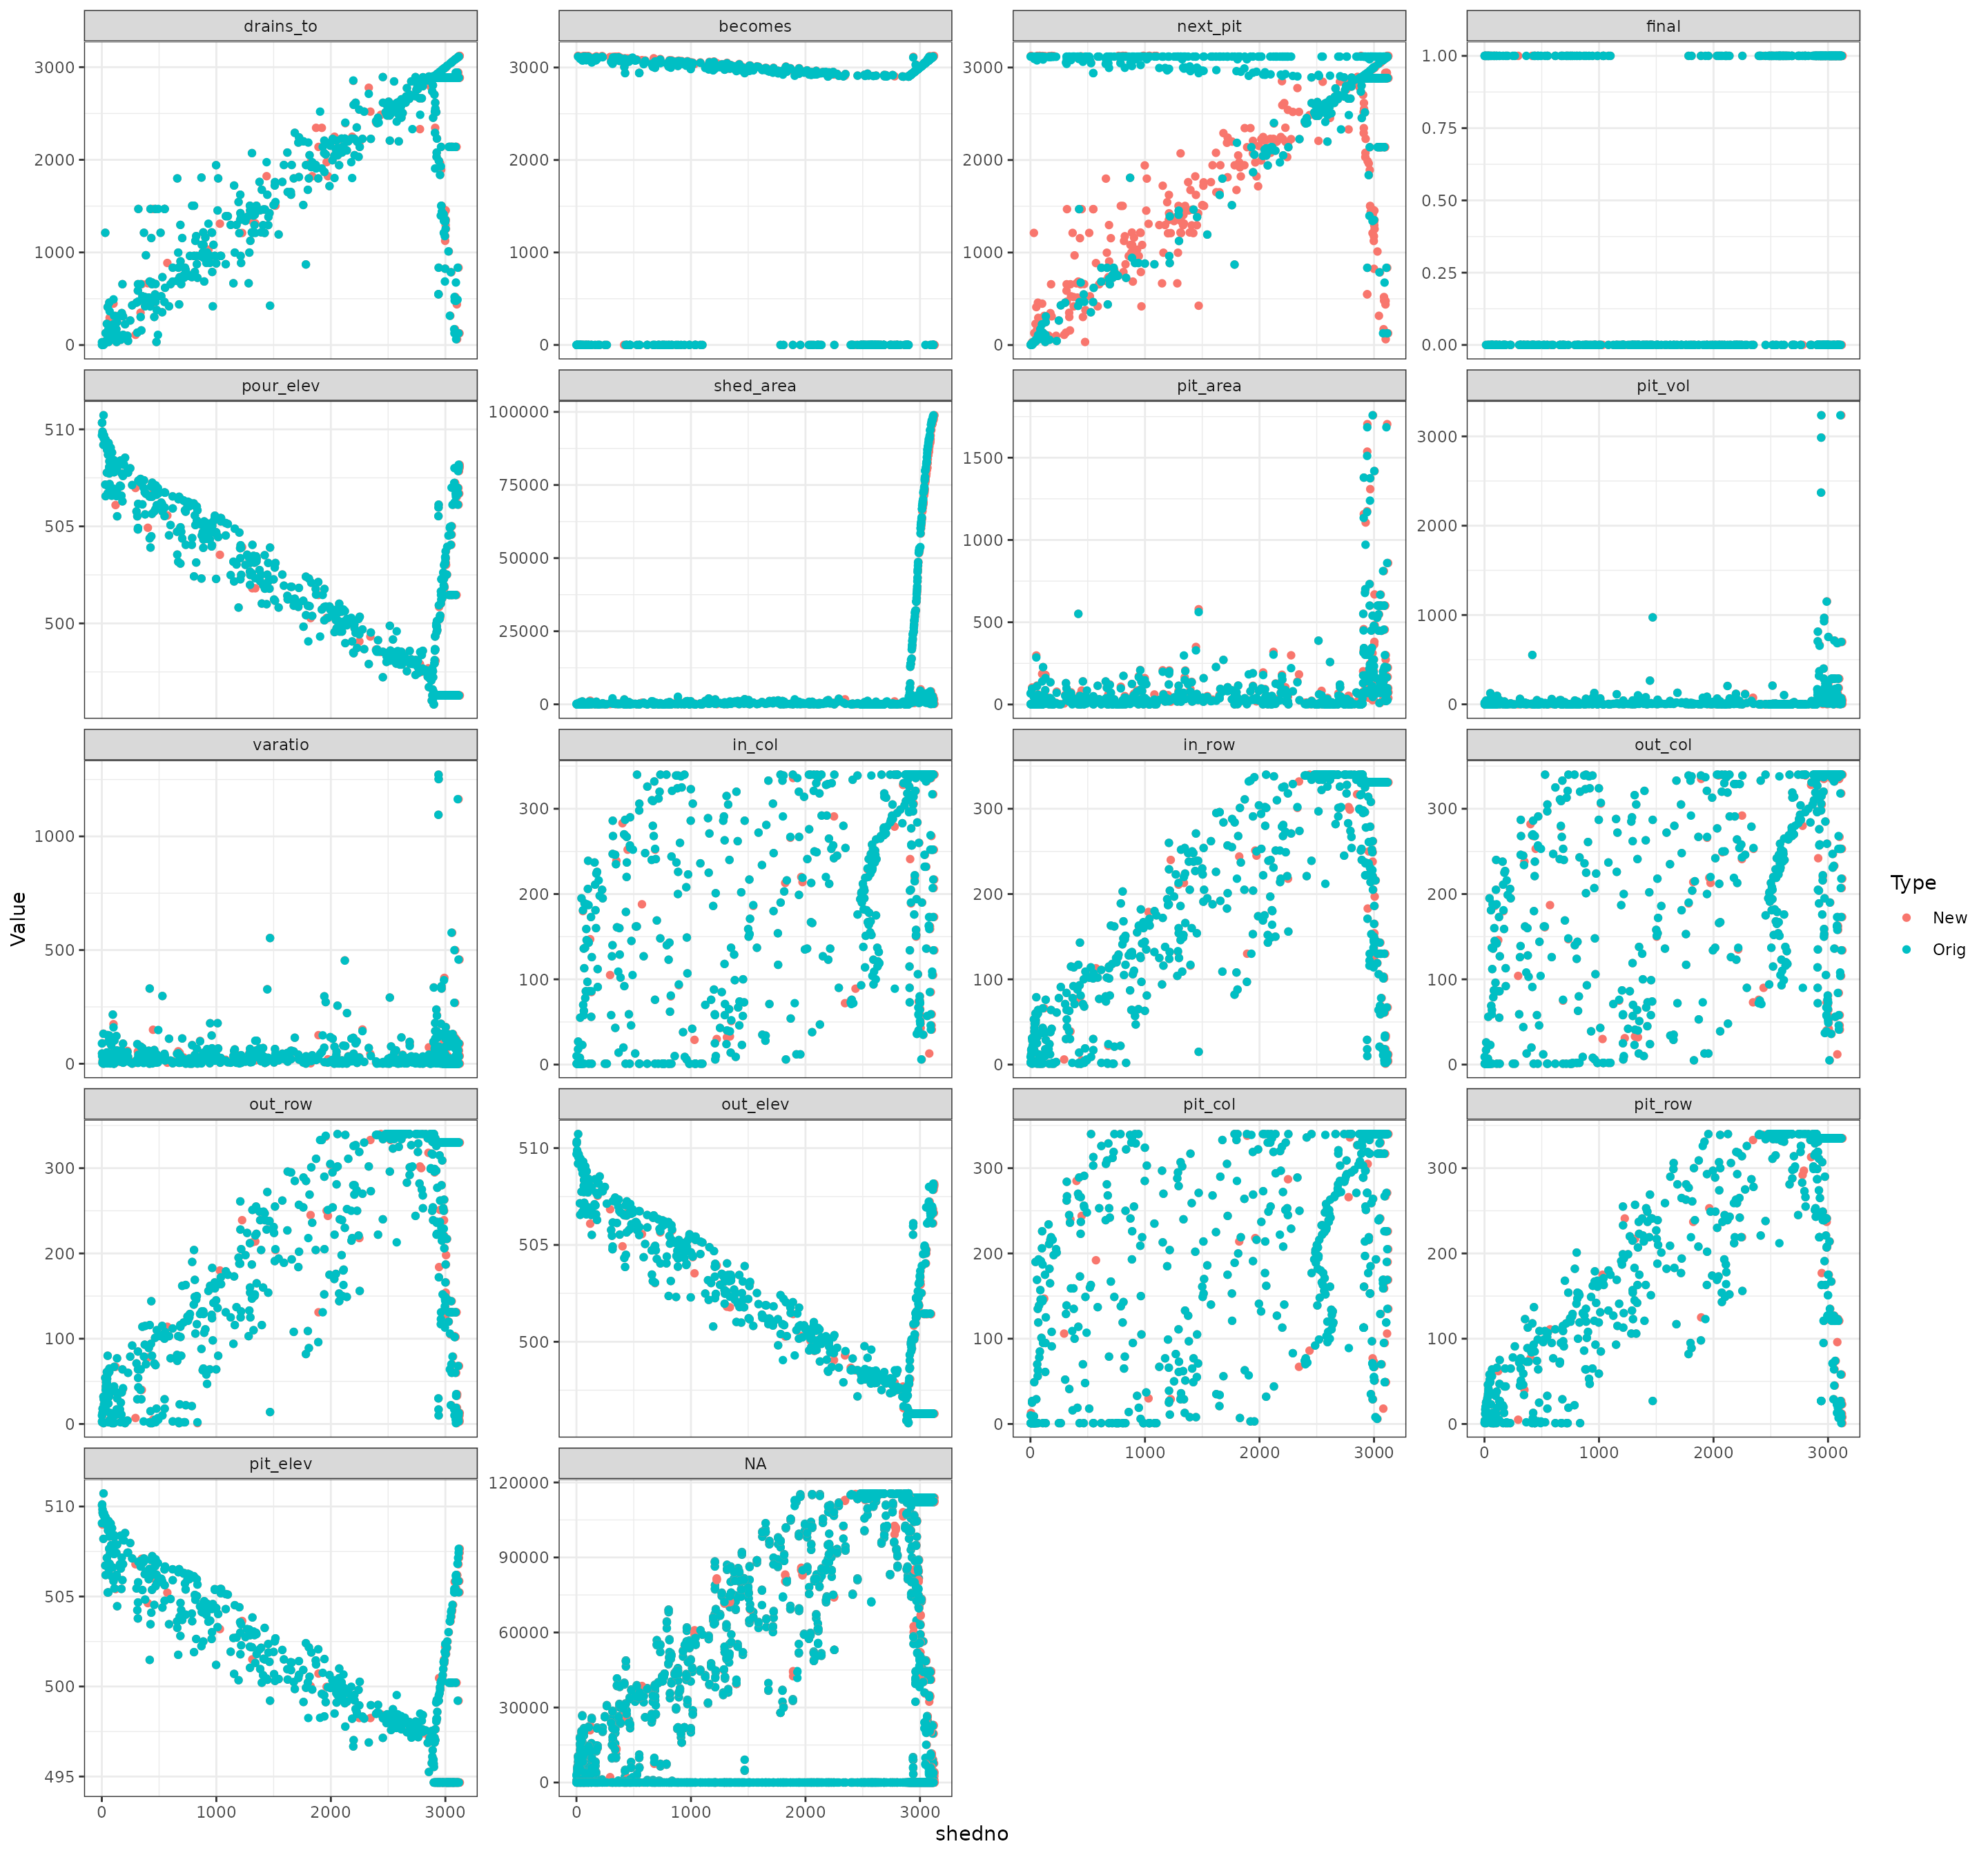 drains_to becomes next_pit final
3000 3000 3000 1.00
2000 2000 2000 0.75
0.50
1000 1000 1000 0.25
0 0 0 0.00
pour_elev shed_area pit_area pit_vol
510 100000 1500 3000
505 75000 1000 2000
500 50000 500 1000
25000
0 0 0
varatio in_col in_row out_col
1000 300 300 300
500 200 200 200
100 100 100
0 0 0 0
Value
Type
New
Orig
out_row out_elev pit_col pit_row
300 510 300 300
200 505 200 200
100 500 100 100
0 0 0
0 1000 2000 3000 0 1000 2000 3000
pit_elev NA
510 120000
505 90000
500 60000
495 30000
0
0 1000 2000 3000 0 1000 2000 3000
shedno